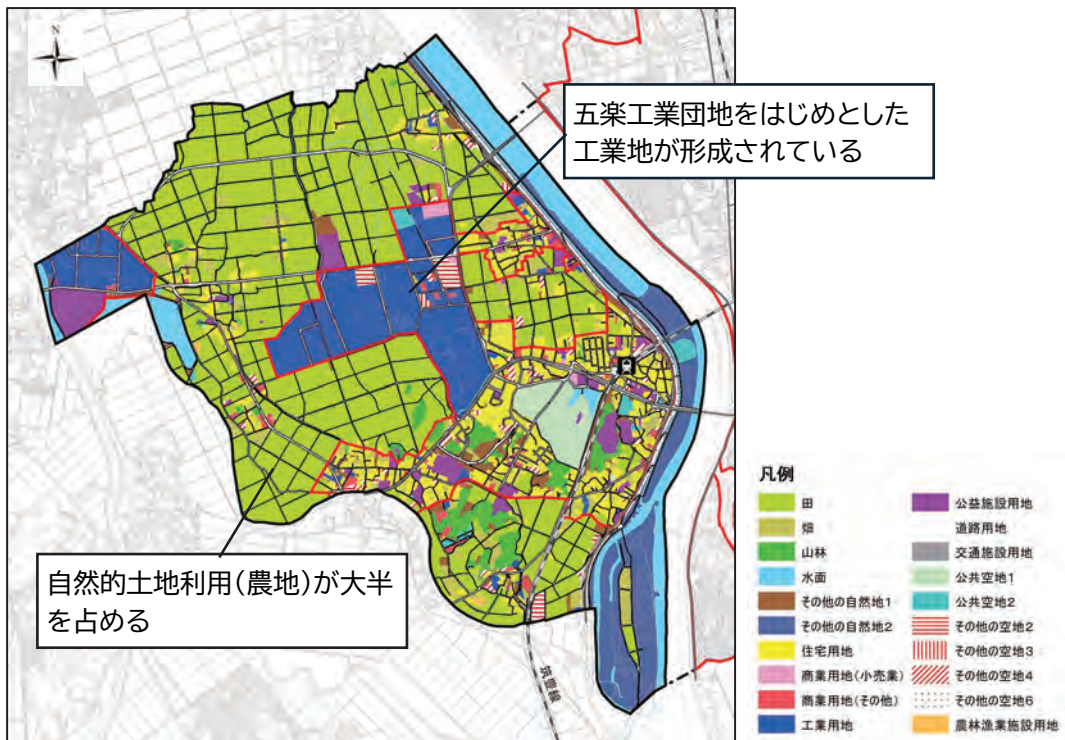 N
五楽工業団地をはじめとした
工業地が形成されている
自然的土地利用(農地)が大半
を占める
筑豊線
凡例
田
畑
山林
水面
その他の自然地1
その他の自然地2
住宅用地
商業用地(小売業)
商業用地(その他)
工業用地
公益施設用地
道路用地
交通施設用地
公共空地1
公共空地2
その他の空地2
その他の空地3
その他の空地4
その他の空地6
農林漁業施設用地